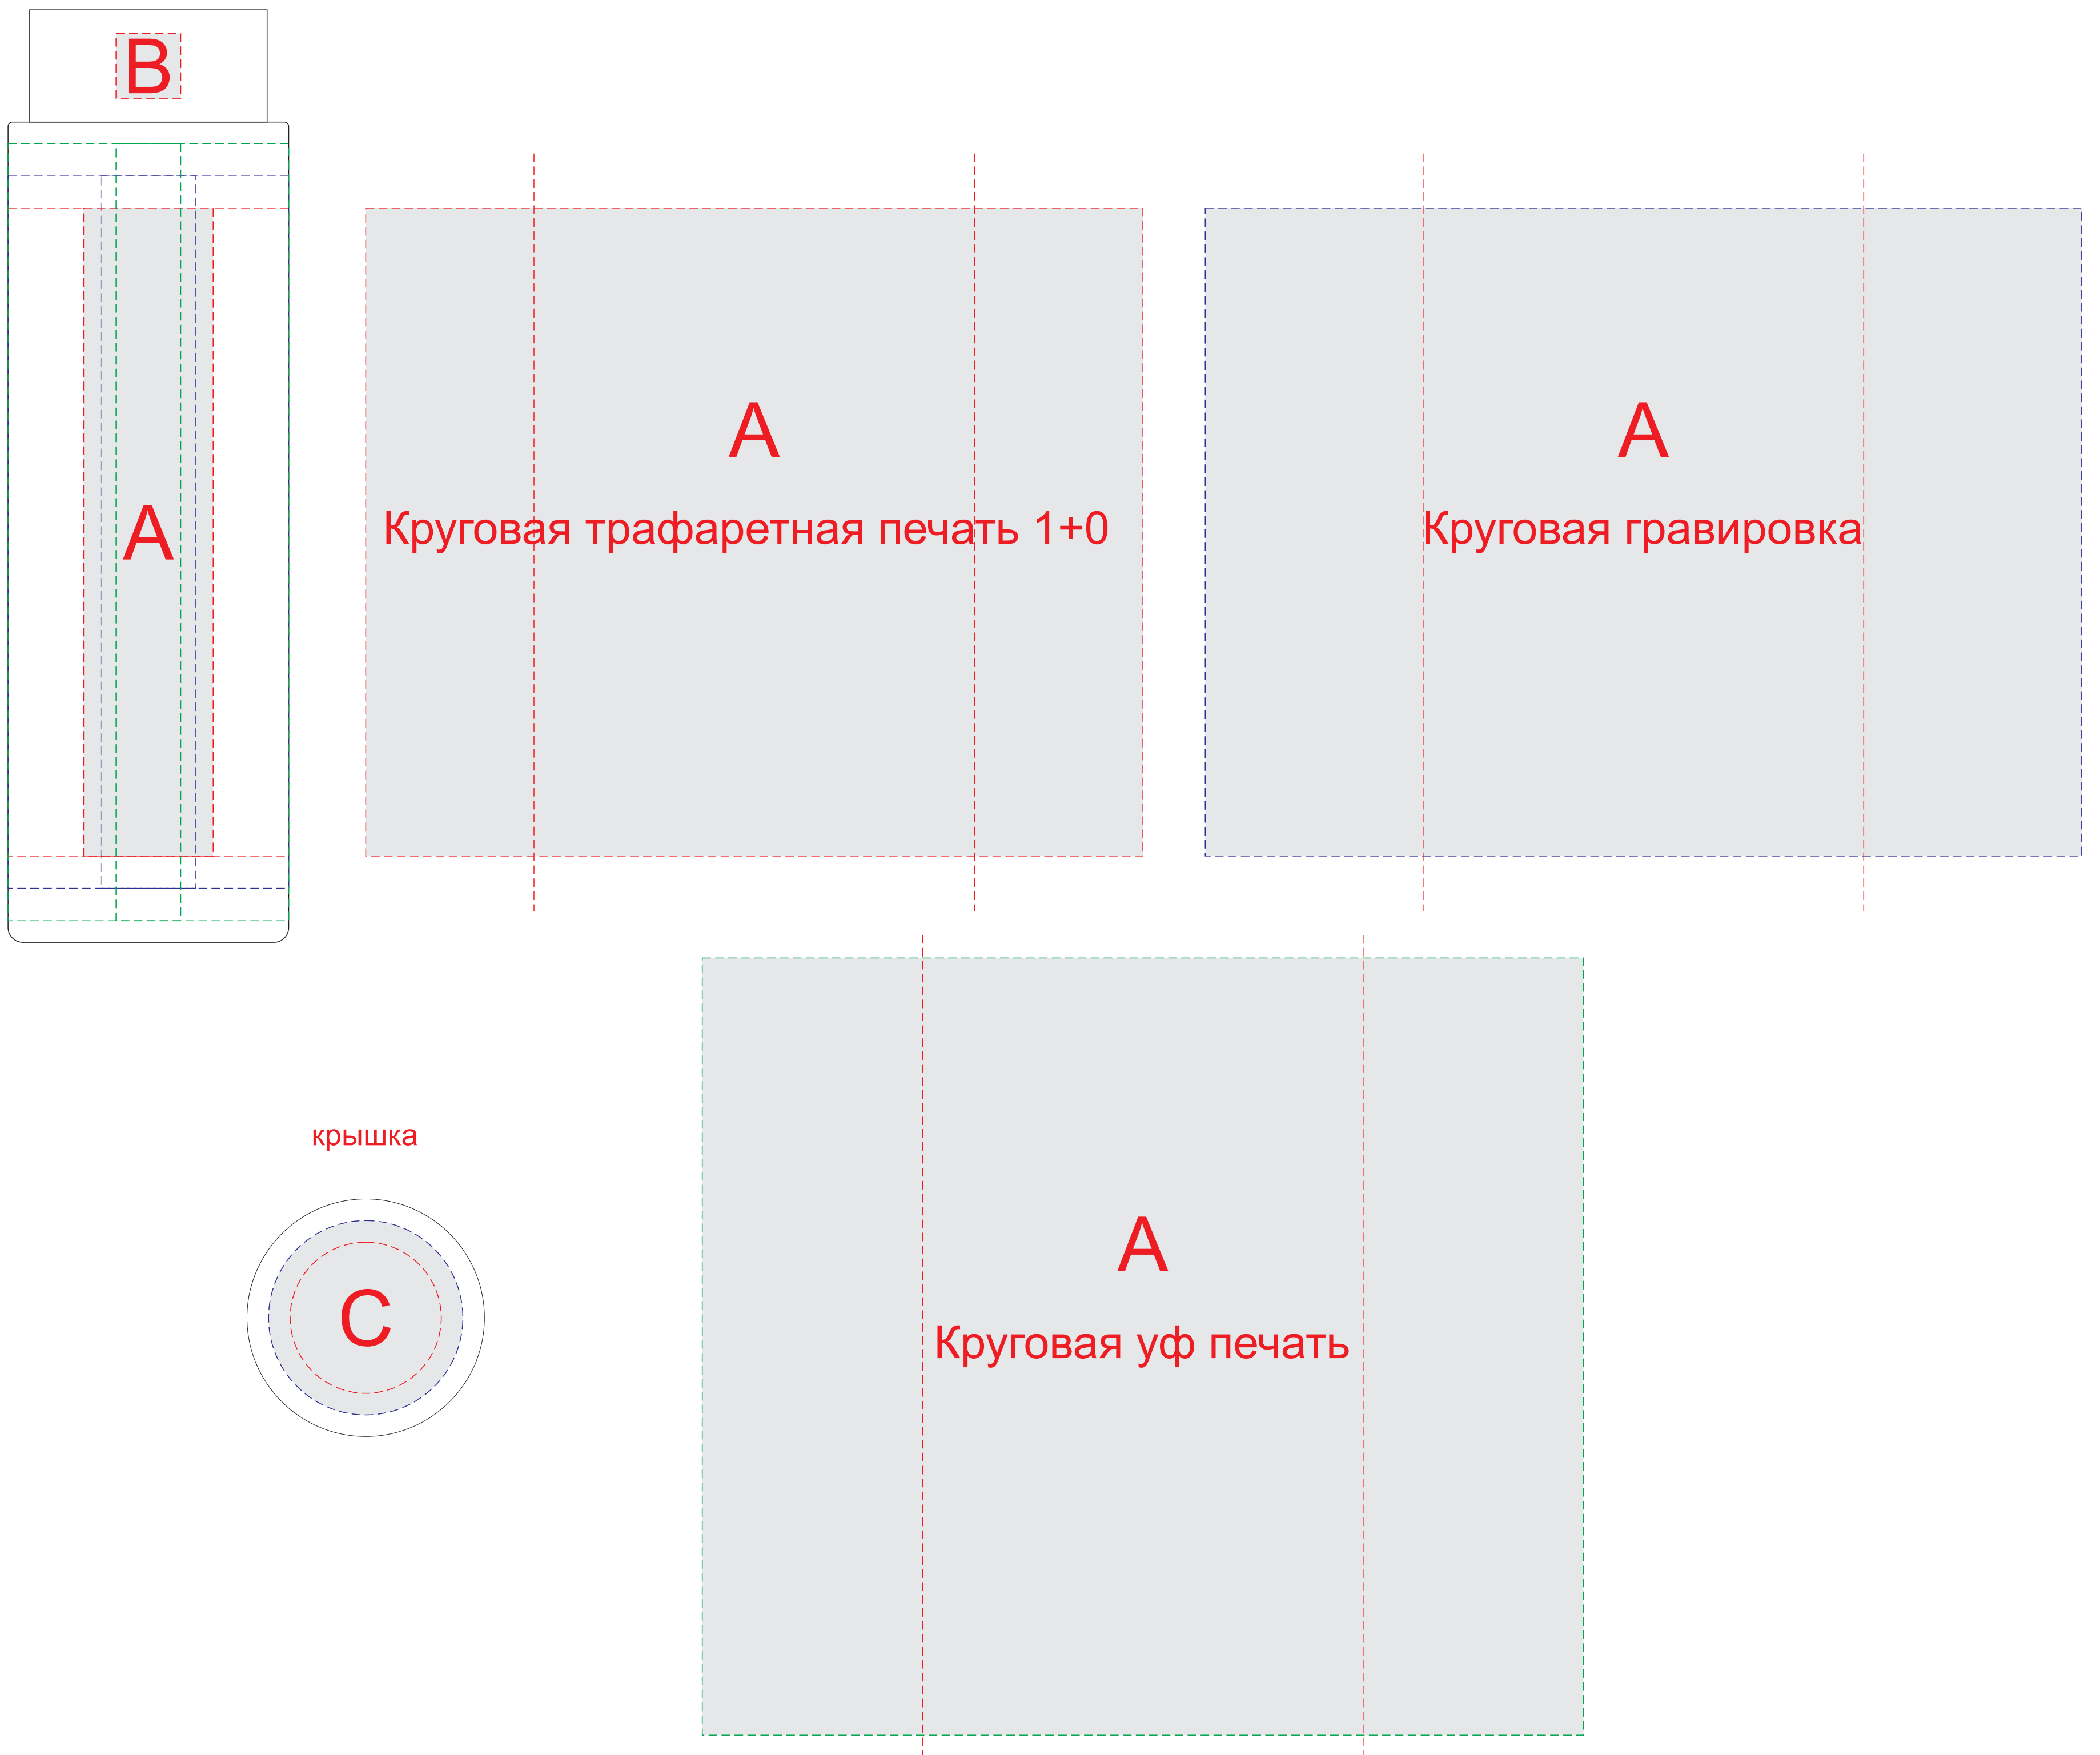 B
A
A
Круговая трафаретная печать 1+0
A
Круговая гравировка
крышка
C
A
Круговая уф печать